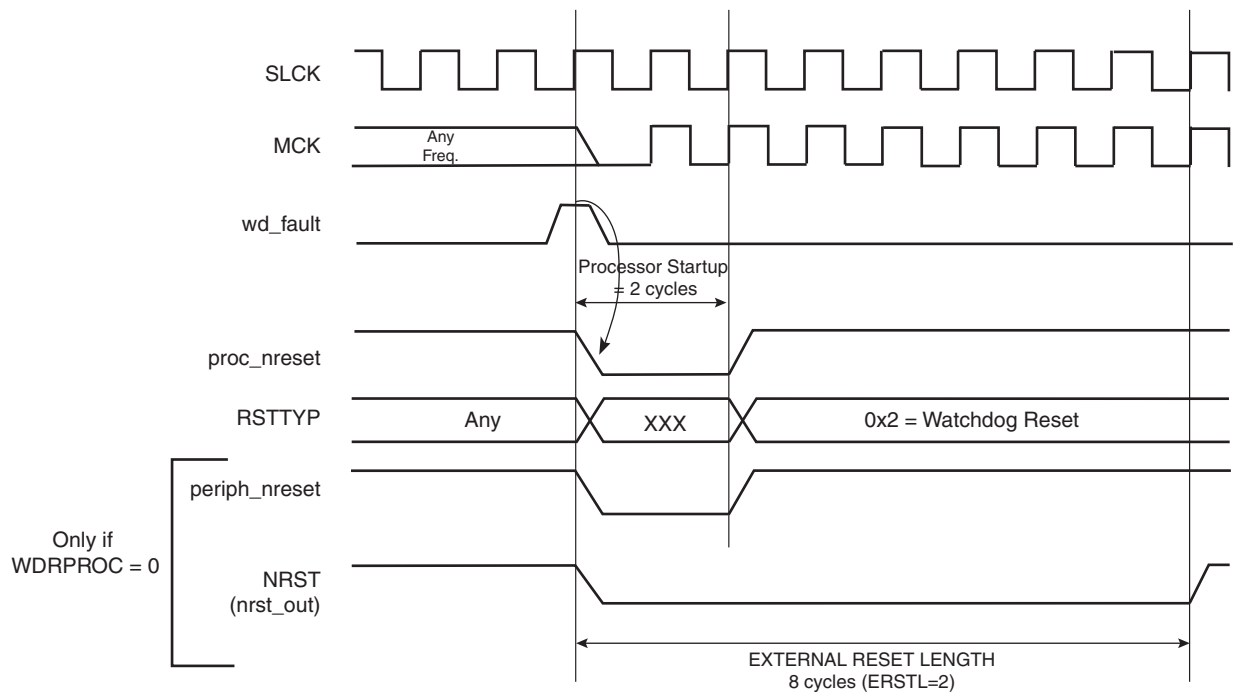 SLCK
MCK
Any
Freq.
wd_fault
Processor Startup
= 2 cycles
proc_nreset
RSTTYP
Any
XXX
0x2 = Watchdog Reset
periph_nreset
Only if
WDRPROC = 0
NRST
(nrst_out)
EXTERNAL RESET LENGTH
8 cycles (ERSTL=2)